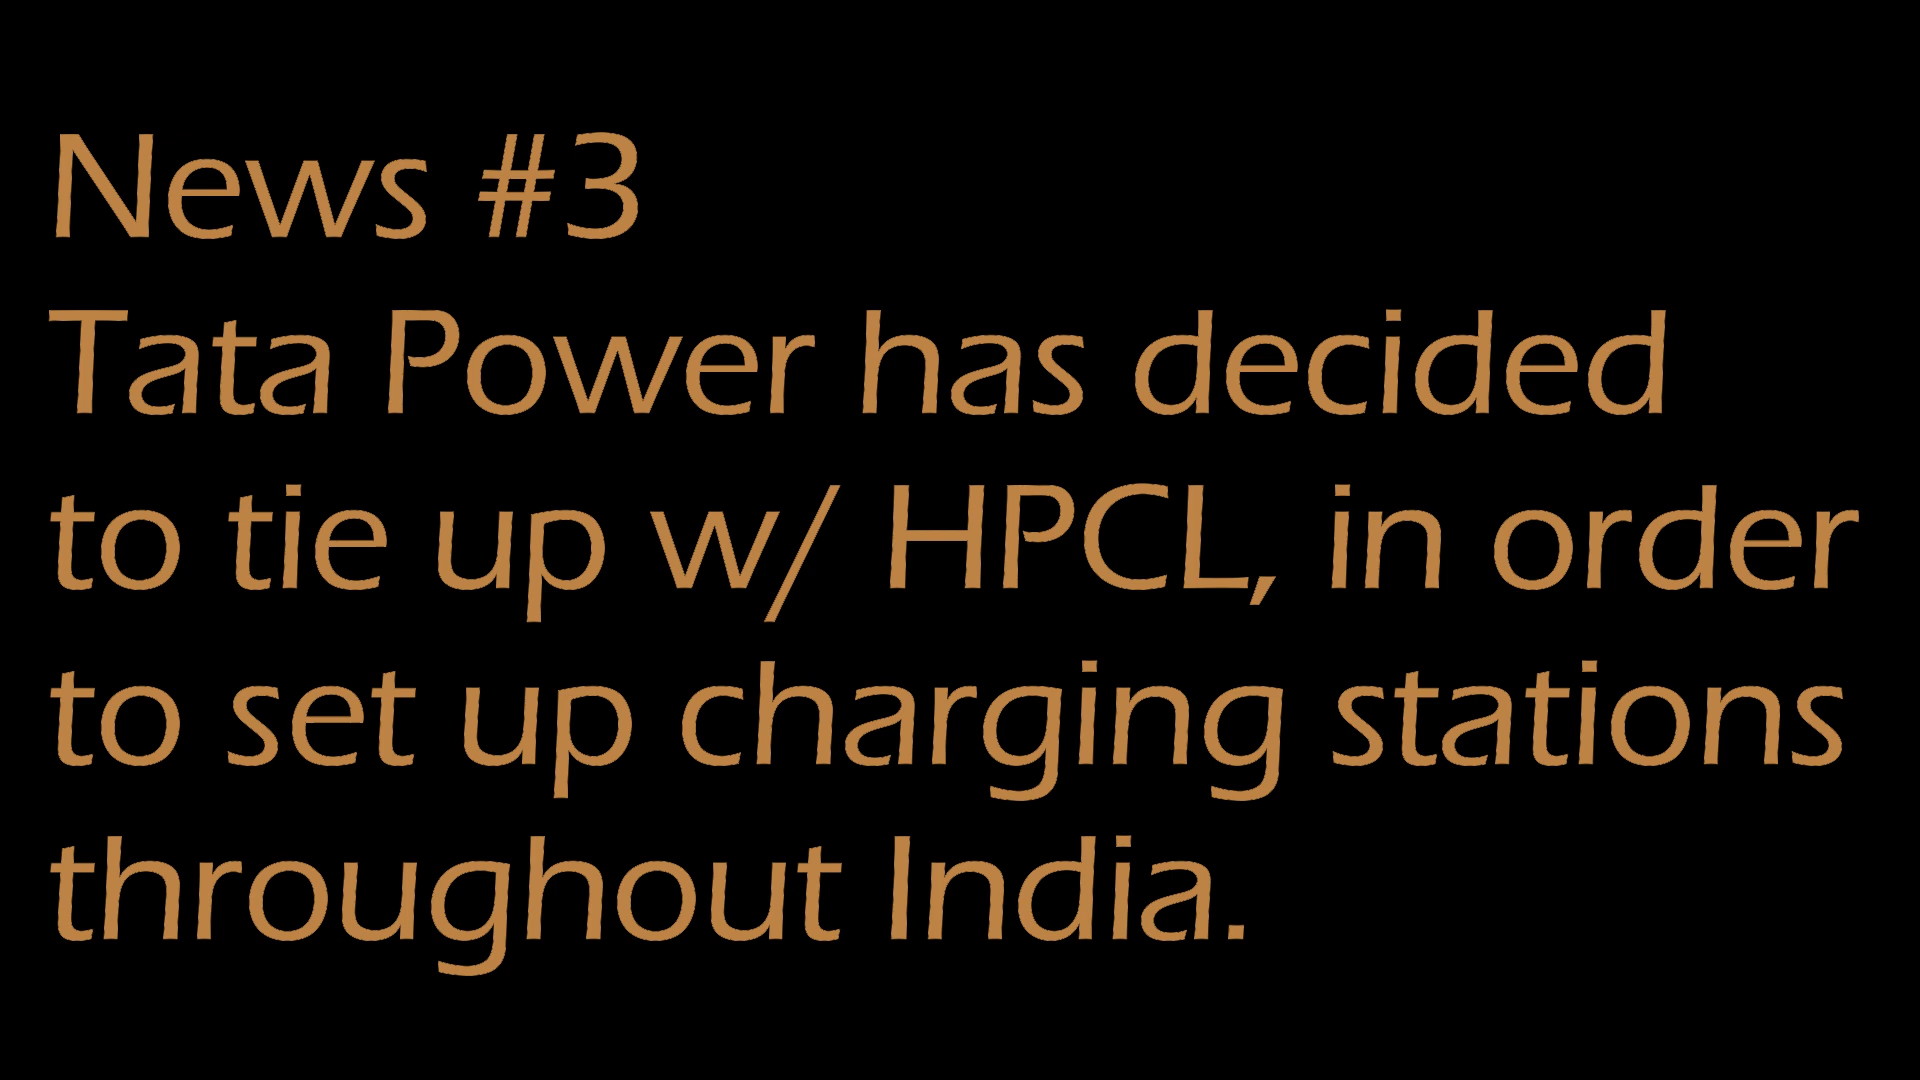 News #3
Tata Power has decided
to tie up w/ HPCL, in order
to set up charging stations
throughout India.